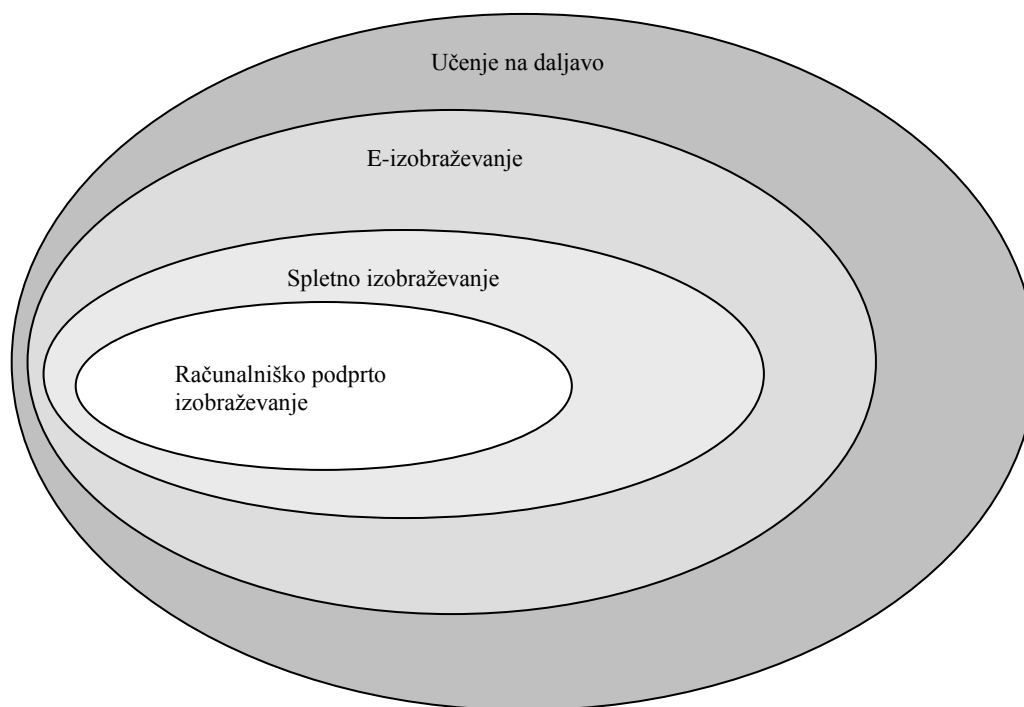 Učenje na daljavo
E-izobraževanje
Spletno izobraževanje
Računalniško podprto
izobraževanje